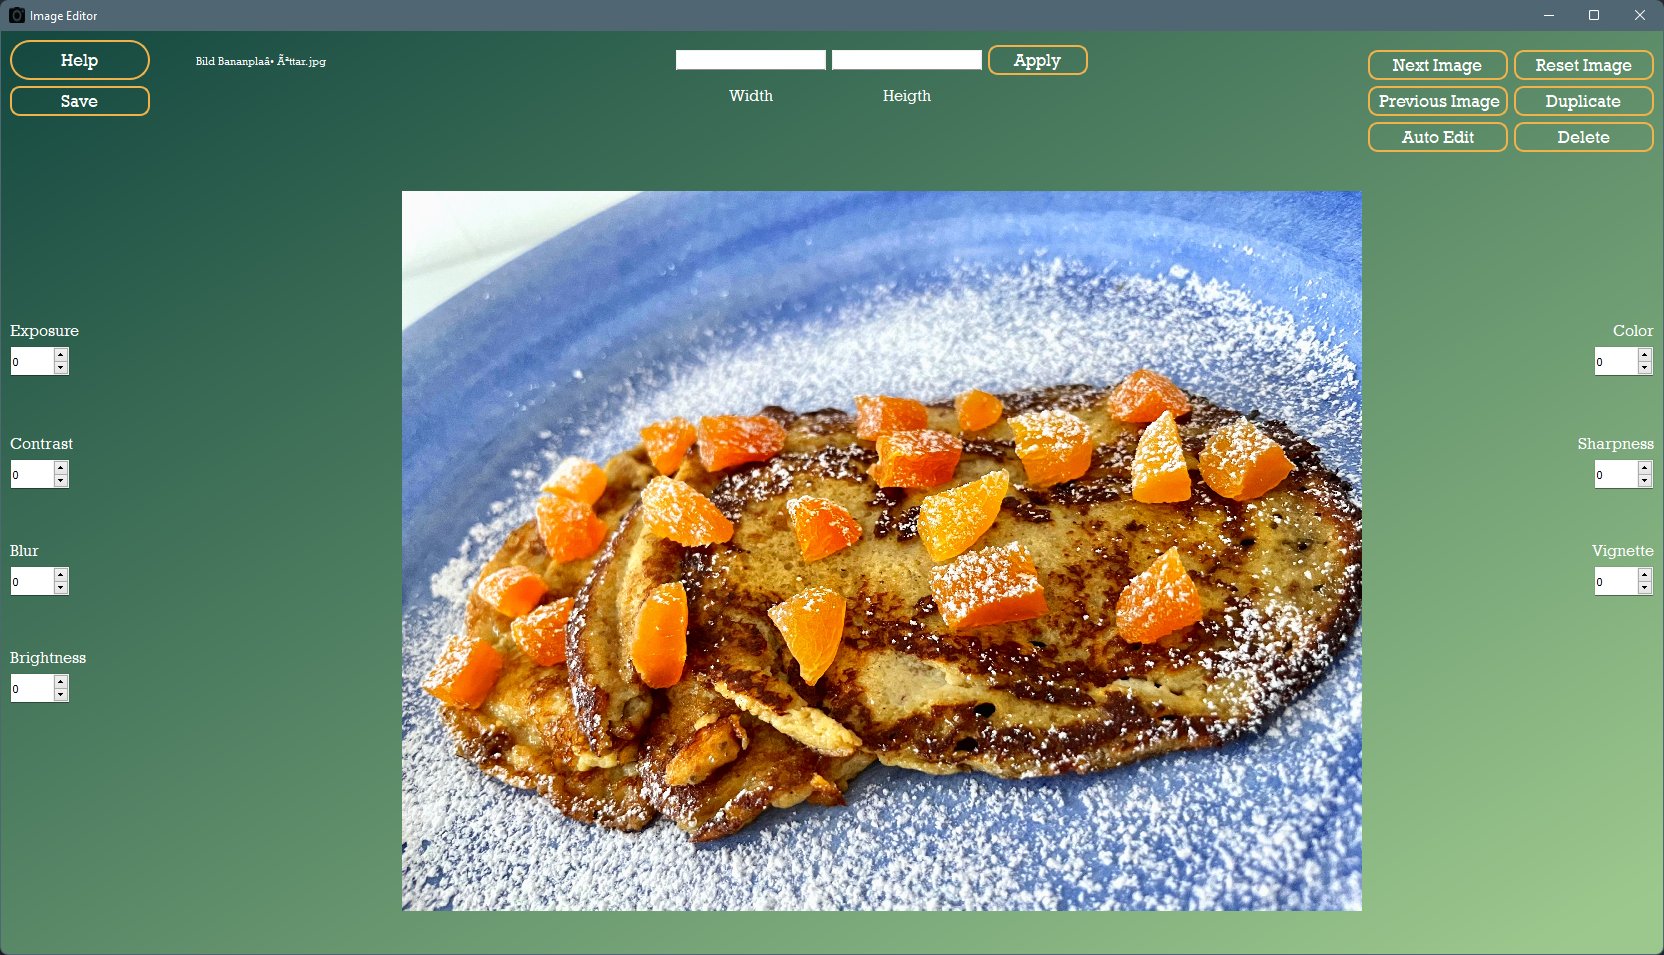 Image Editor
Help
Save
Bild Bananplaå• Ãªttar.jpg
Apply
Width
Heigth
Next Image
Reset Image
Previous Image
Duplicate
Auto Edit
Delete
Exposure
0
Contrast
0
Blur
0
Brightness
0
Color
0
Sharpness
0
Vignette
0